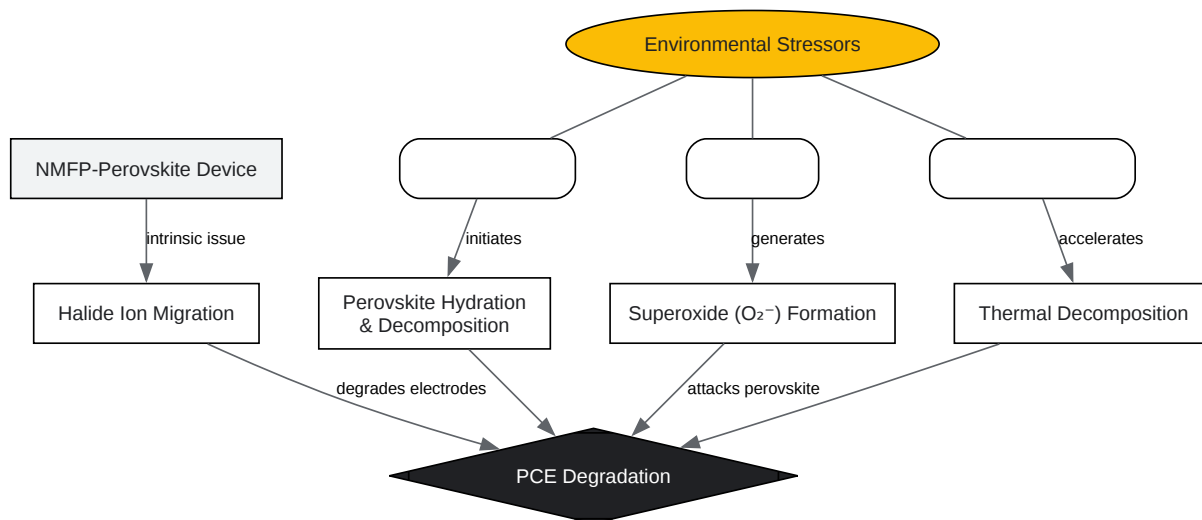 Environmental Stressors
NMFP-Perovskite Device
intrinsic issue
initiates
generates
accelerates
Halide Ion Migration
Perovskite Hydration
& Decomposition
Superoxide (O₂⁻) Formation
Thermal Decomposition
degrades electrodes
attacks perovskite
PCE Degradation